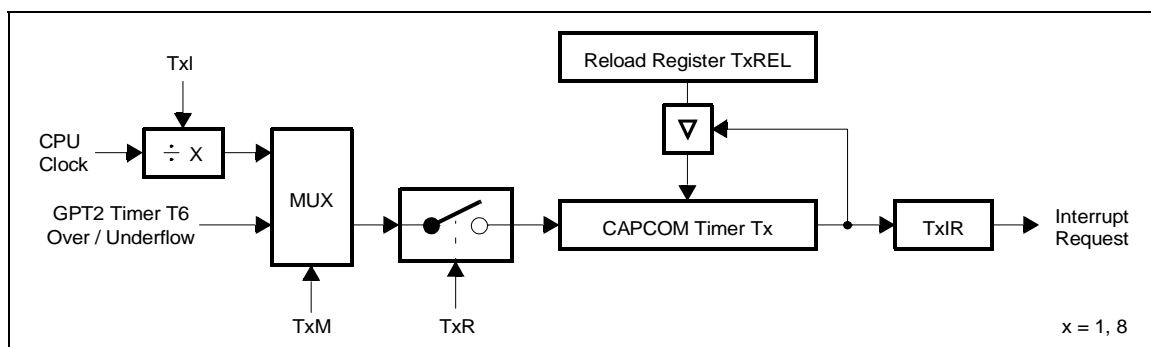 Reload Register TxREL
TxI
CPU
Clock
÷ X
∇
MUX
GPT2 Timer T6
Over / Underflow
CAPCOM Timer Tx
TxIR
Interrupt
Request
TxM
TxR
x = 1, 8